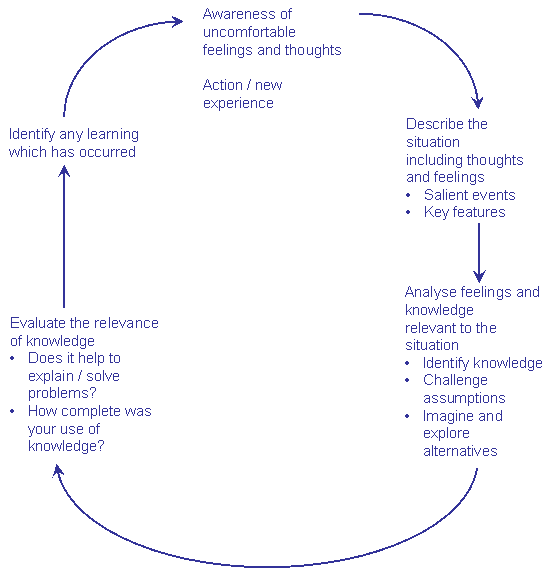 Awareness of
uncomfortable
feelings and thoughts
Action / new
experience
Describe the
situation
including thoughts
and feelings
• Salient events
• Key features
Analyse feelings and
knowledge
relevant to the
situation
• Identify knowledge
• Challenge
assumptions
• Imagine and
explore
alternatives
Evaluate the relevance
of knowledge
• Does it help to
explain / solve
problems?
• How complete was
your use of
knowledge?
Identify any learning
which has occurred